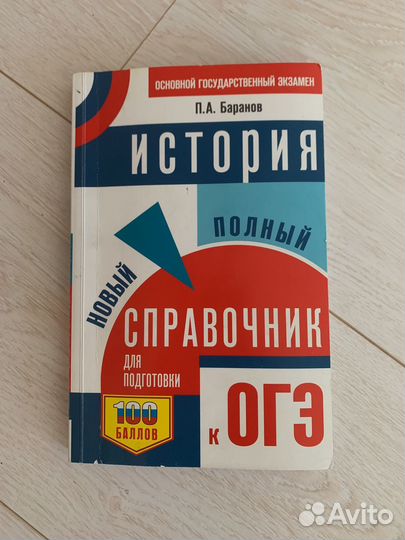 ОСНОВНОЙ ГОСУДАРСТВЕННЫЙ ЭКЗАМЕН
П.А. Баранов
ИСТОРИЯ
НОВЫЙ
ПОЛНЫЙ
СПРАВОЧНИК
ДЛЯ
ПОДГОТОВКИ
К ОГЭ
100
БАЛЛОВ
Avito